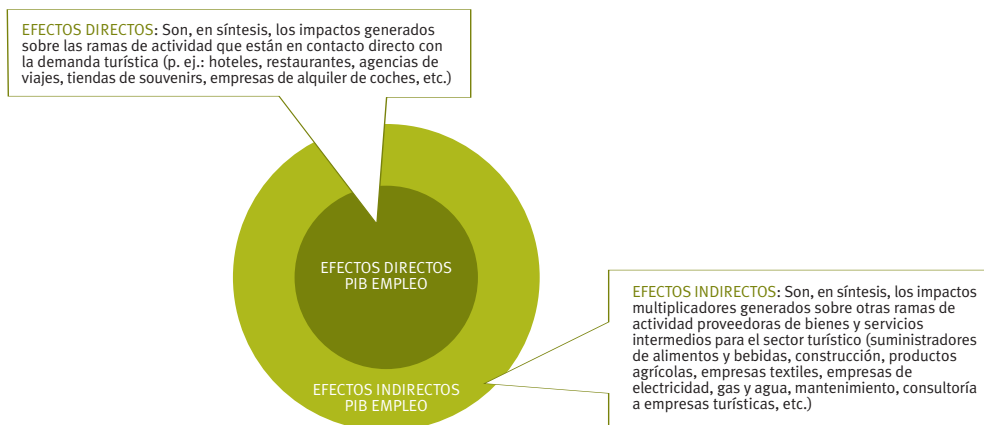 EFECTOS DIRECTOS: Son, en síntesis, los impactos generados
sobre las ramas de actividad que están en contacto directo con
la demanda turística (p. ej.: hoteles, restaurantes, agencias de
viajes, tiendas de souvenirs, empresas de alquiler de coches, etc.)
EFECTOS DIRECTOS
PIB EMPLEO
EFECTOS INDIRECTOS
PIB EMPLEO
EFECTOS INDIRECTOS: Son, en síntesis, los impactos
multiplicadores generados sobre otras ramas de
actividad proveedoras de bienes y servicios
intermedios para el sector turístico (suministradores
de alimentos y bebidas, construcción, productos
agrícolas, empresas textiles, empresas de
electricidad, gas y agua, mantenimiento, consultoría
a empresas turísticas, etc.)